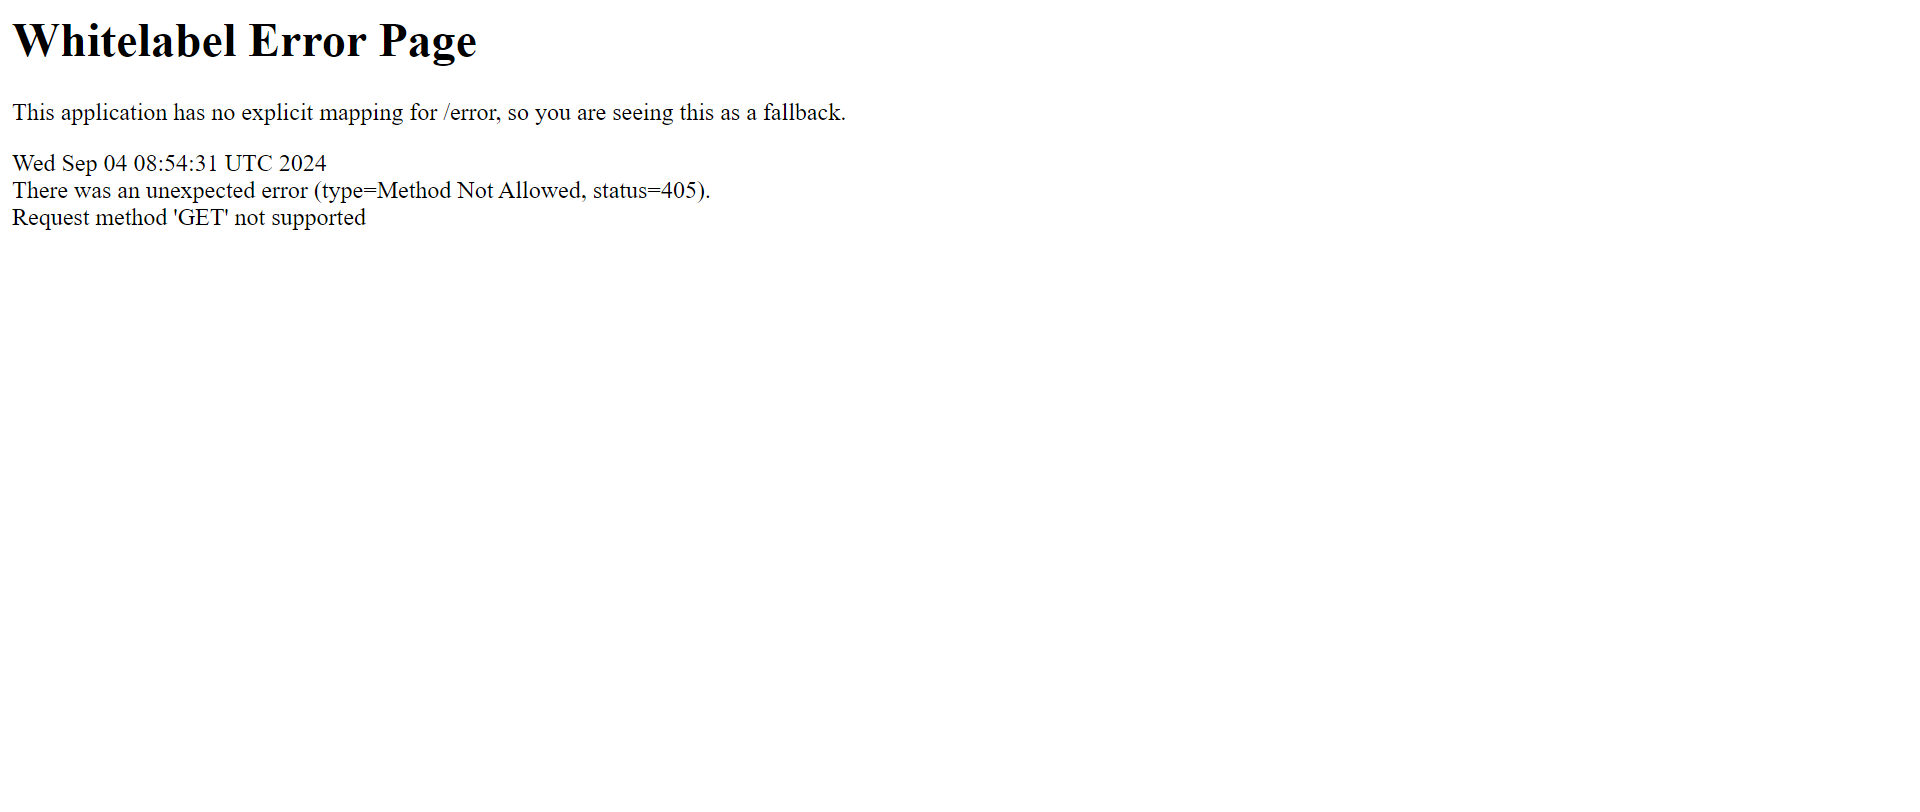 Whitelabel Error Page
This application has no explicit mapping for /error, so you are seeing this as a fallback.
Wed Sep 04 08:54:31 UTC 2024
There was an unexpected error (type=Method Not Allowed, status=405).
Request method 'GET' not supported